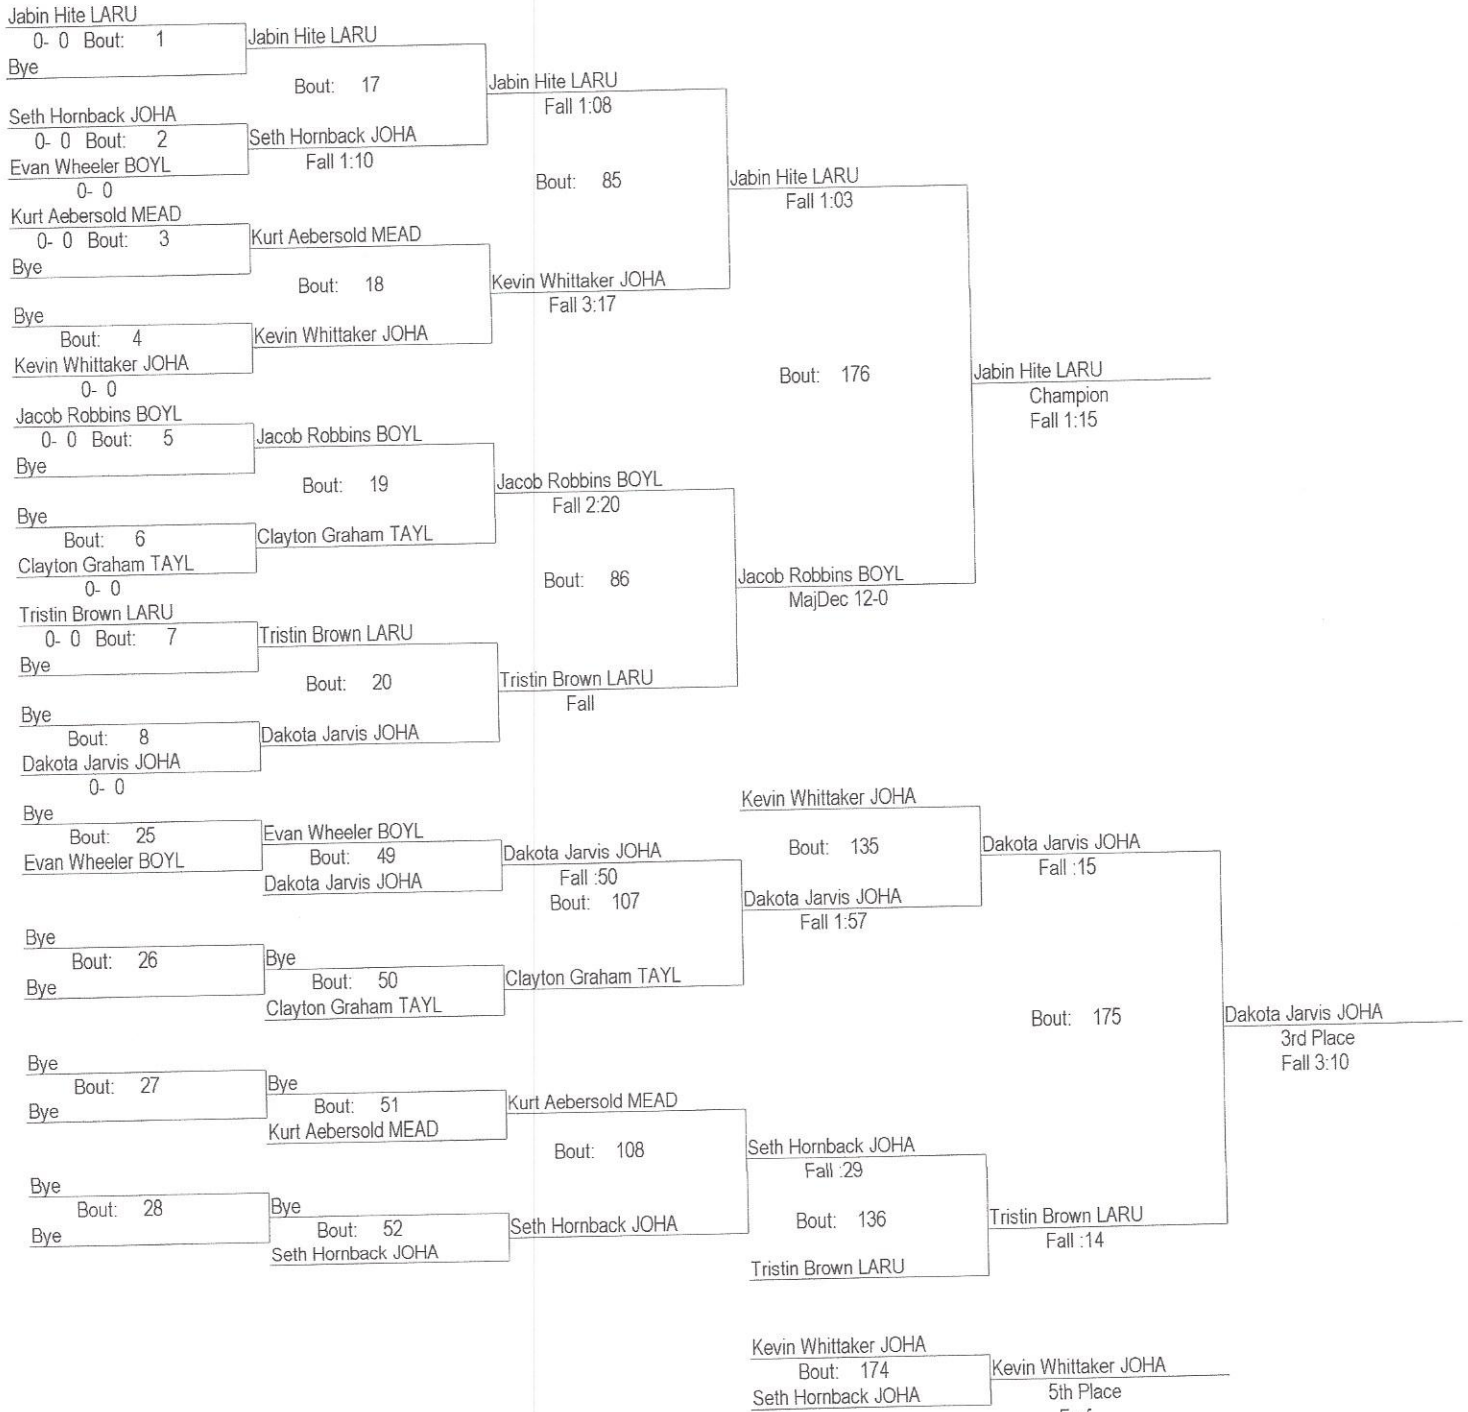 Jabin Hite LARU
0- 0 Bout: 1
Bye
Jabin Hite LARU
Bout: 17
Seth Hornback JOHA
0- 0 Bout: 2
Evan Wheeler BOYL
0- 0
Seth Hornback JOHA
Fall 1:10
Jabin Hite LARU
Fall 1:08
Bout: 85
Kurt Aebersold MEAD
0- 0 Bout: 3
Bye
Kurt Aebersold MEAD
Bout: 18
Bye
Bout: 4
Kevin Whittaker JOHA
0- 0
Kevin Whittaker JOHA
Kevin Whittaker JOHA
Fall 3:17
Jabin Hite LARU
Fall 1:03
Bout: 176
Jabin Hite LARU
Champion
Fall 1:15
Jacob Robbins BOYL
0- 0 Bout: 5
Bye
Jacob Robbins BOYL
Bout: 19
Bye
Bout: 6
Clayton Graham TAYL
0- 0
Clayton Graham TAYL
Jacob Robbins BOYL
Fall 2:20
Bout: 86
Tristin Brown LARU
0- 0 Bout: 7
Bye
Tristin Brown LARU
Bout: 20
Bye
Bout: 8
Dakota Jarvis JOHA
0- 0
Dakota Jarvis JOHA
Tristin Brown LARU
Fall
Jacob Robbins BOYL
MajDec 12-0
Bye
Bout: 25
Evan Wheeler BOYL
Evan Wheeler BOYL
Bout: 49
Dakota Jarvis JOHA
Dakota Jarvis JOHA
Fall :50
Bout: 107
Bye
Bout: 26
Bye
Bye
Bout: 50
Clayton Graham TAYL
Clayton Graham TAYL
Kevin Whittaker JOHA
Bout: 135
Dakota Jarvis JOHA
Fall 1:57
Dakota Jarvis JOHA
Fall :15
Bout: 175
Dakota Jarvis JOHA
3rd Place
Fall 3:10
Bye
Bout: 27
Bye
Bye
Bout: 51
Kurt Aebersold MEAD
Kurt Aebersold MEAD
Bout: 108
Bye
Bout: 28
Bye
Bye
Bout: 52
Seth Hornback JOHA
Seth Hornback JOHA
Seth Hornback JOHA
Fall :29
Bout: 136
Tristin Brown LARU
Tristin Brown LARU
Fall :14
Kevin Whittaker JOHA
Bout: 174
Seth Hornback JOHA
Kevin Whittaker JOHA
5th Place